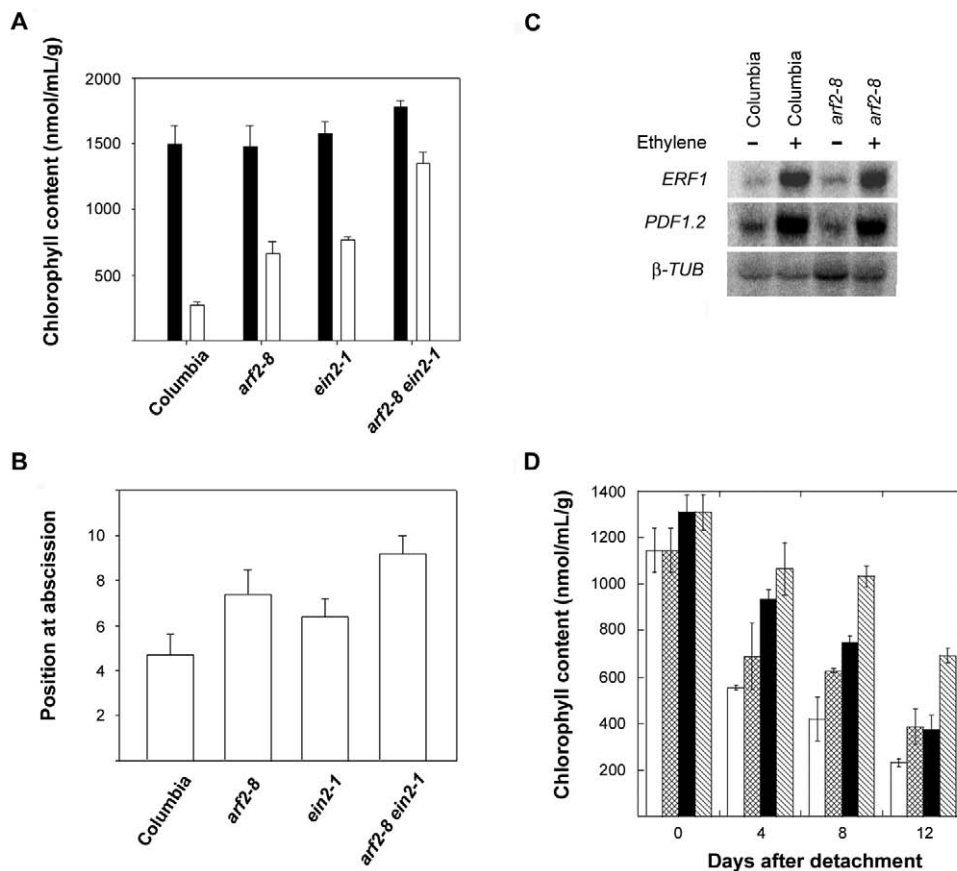 A
Chlorophyll content (nmol/mL/g)
2000
1500
1000
500
Columbia
arf2-8
ein2-1
arf2-8 ein2-1
B
Position at abscission
10
8
6
4
2
Columbia
arf2-8
ein2-1
arf2-8 ein2-1
C
Columbia
Columbia
arf2-8
arf2-8
Ethylene - + - +
ERF1
PDF1.2
β-TUB
D
Chlorophyll content (nmol/mL/g)
1400
1200
1000
800
600
400
200
0 4 8 12
Days after detachment